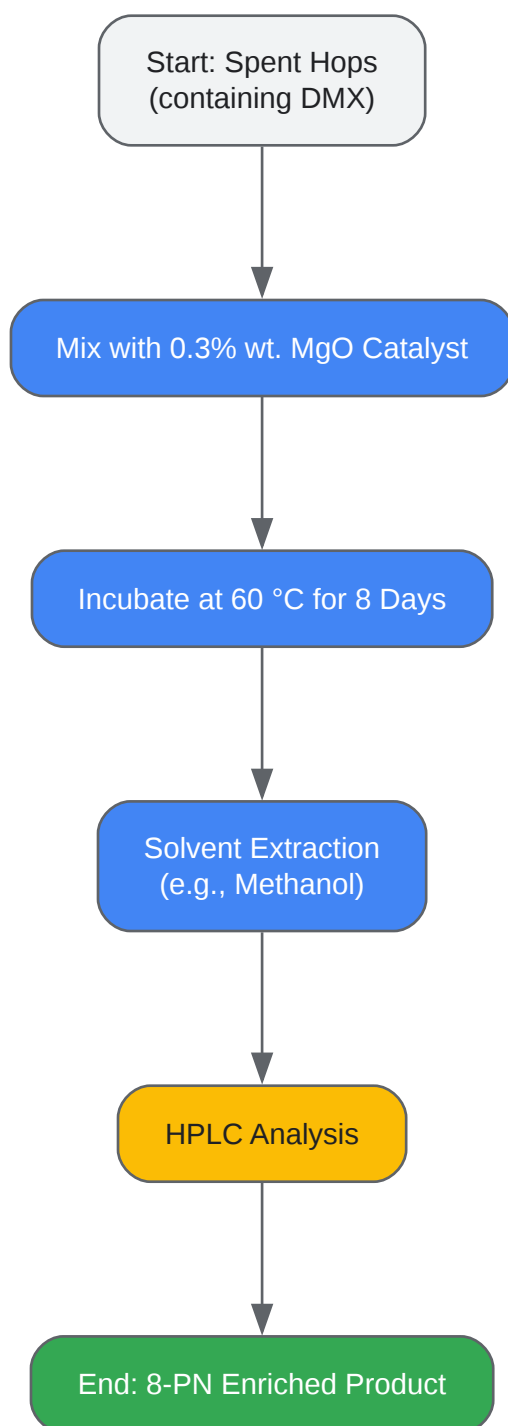 Start: Spent Hops
(containing DMX)
Mix with 0.3% wt. MgO Catalyst
Incubate at 60 °C for 8 Days
Solvent Extraction
(e.g., Methanol)
HPLC Analysis
End: 8-PN Enriched Product